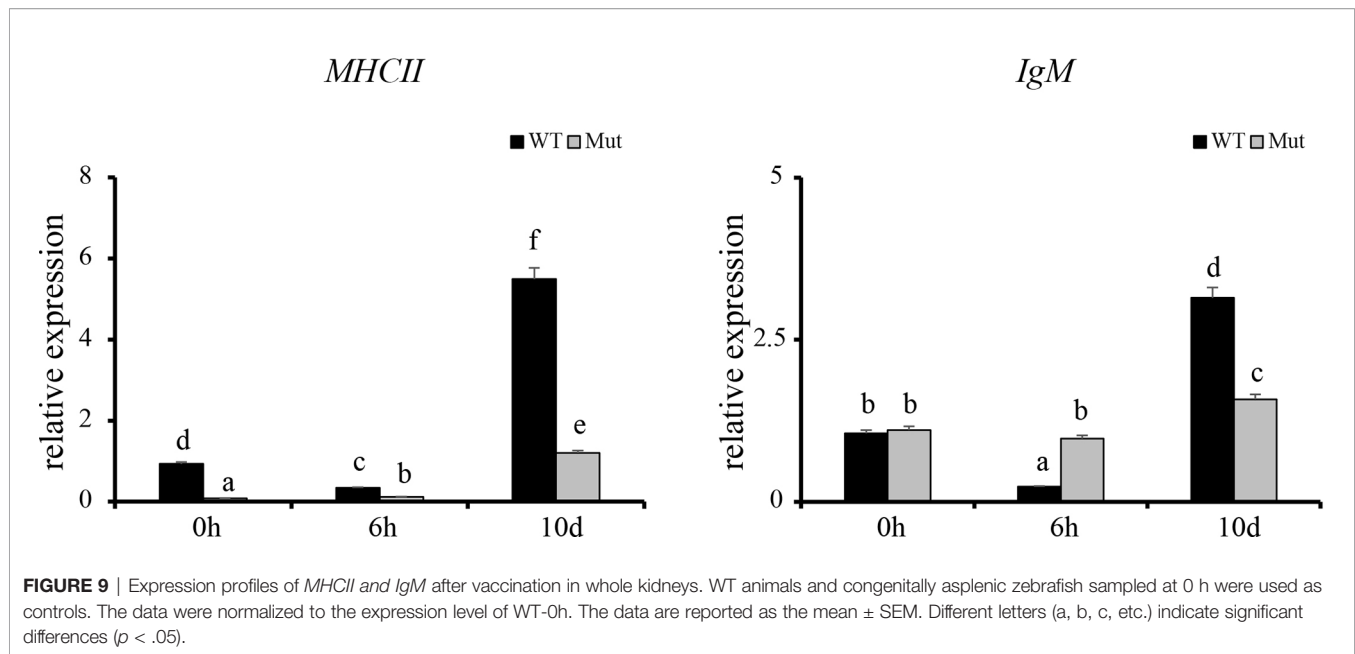 MHCII
WT Mut
8
6
4
2
0
relative expression
d
a
c
b
f
e
0h
6h
10d
IgM
WT Mut
5
2.5
0
relative expression
b
b
a
b
d
c
0h
6h
10d
FIGURE 9 | Expression profiles of MHCII and IgM after vaccination in whole kidneys. WT animals and congenitally asplenic zebrafish sampled at 0 h were used as
controls. The data were normalized to the expression level of WT-0h. The data are reported as the mean ± SEM. Different letters (a, b, c, etc.) indicate significant
differences (p < .05).